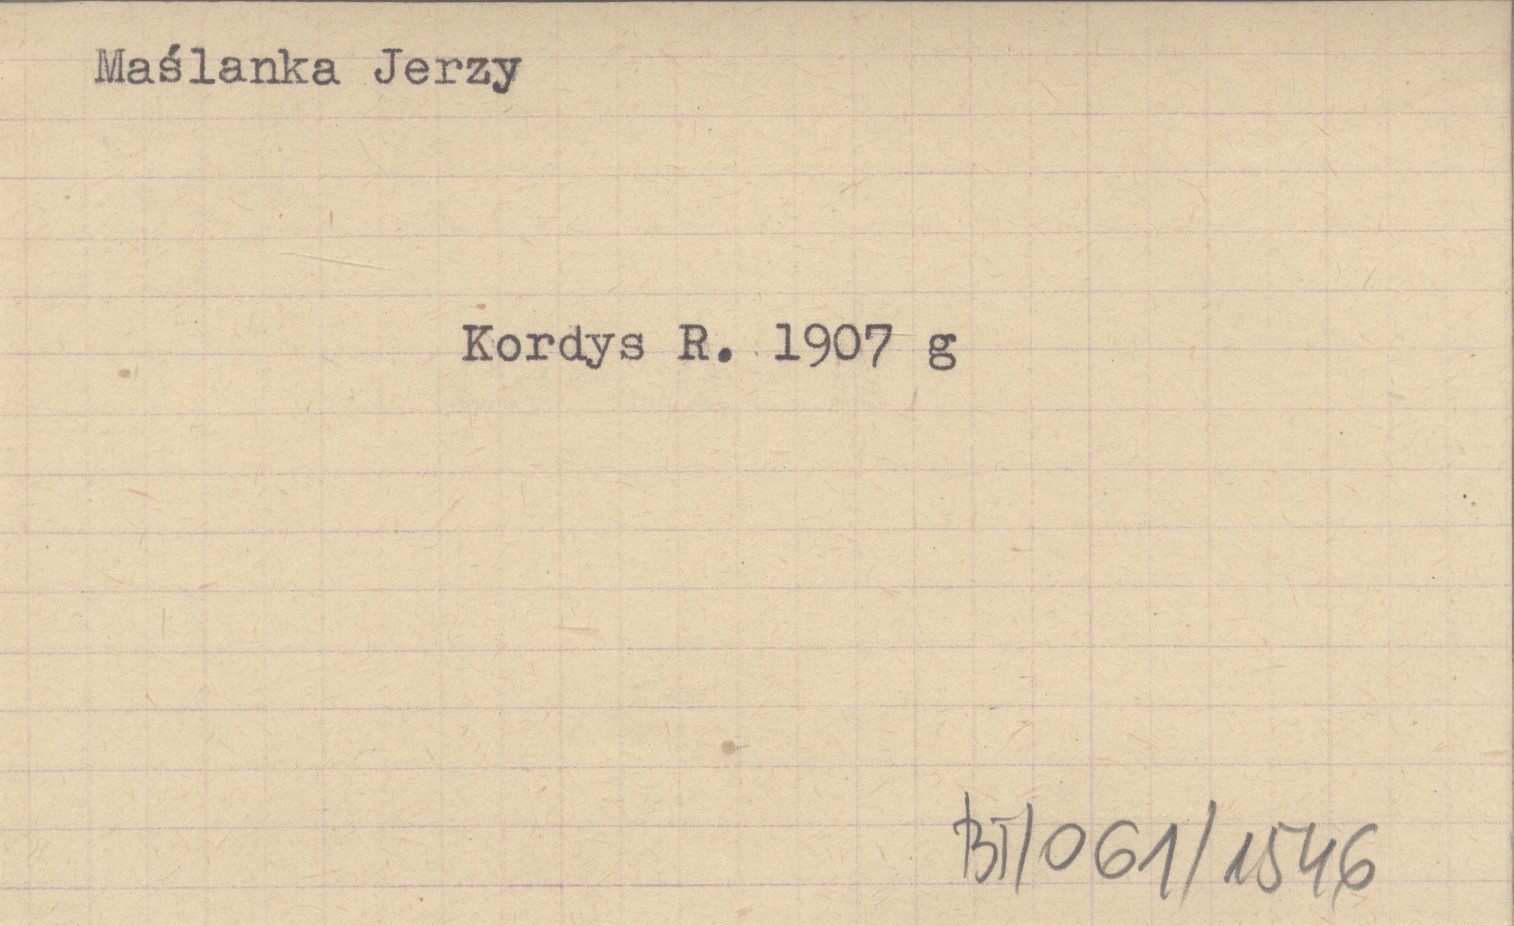 Maślanka Jerzy
Kordys R. 1907 g
BT/061/1546